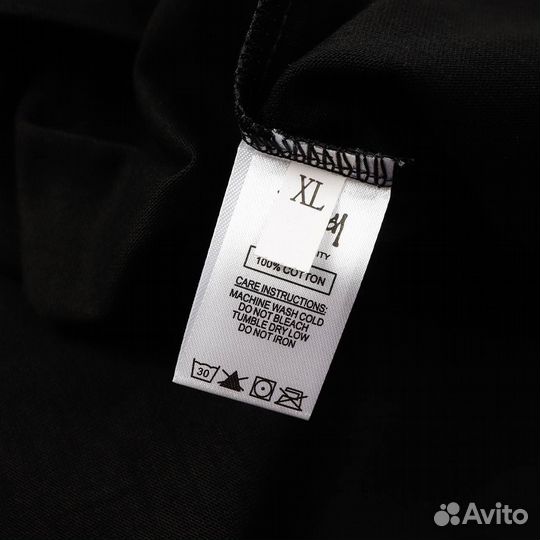 XL
100% COTTON
CARE INSTRUCTIONS:
MACHINE WASH COLD
DO NOT BLEACH
TUMBLE DRY LOW
DO NOT IRON
30
Avito